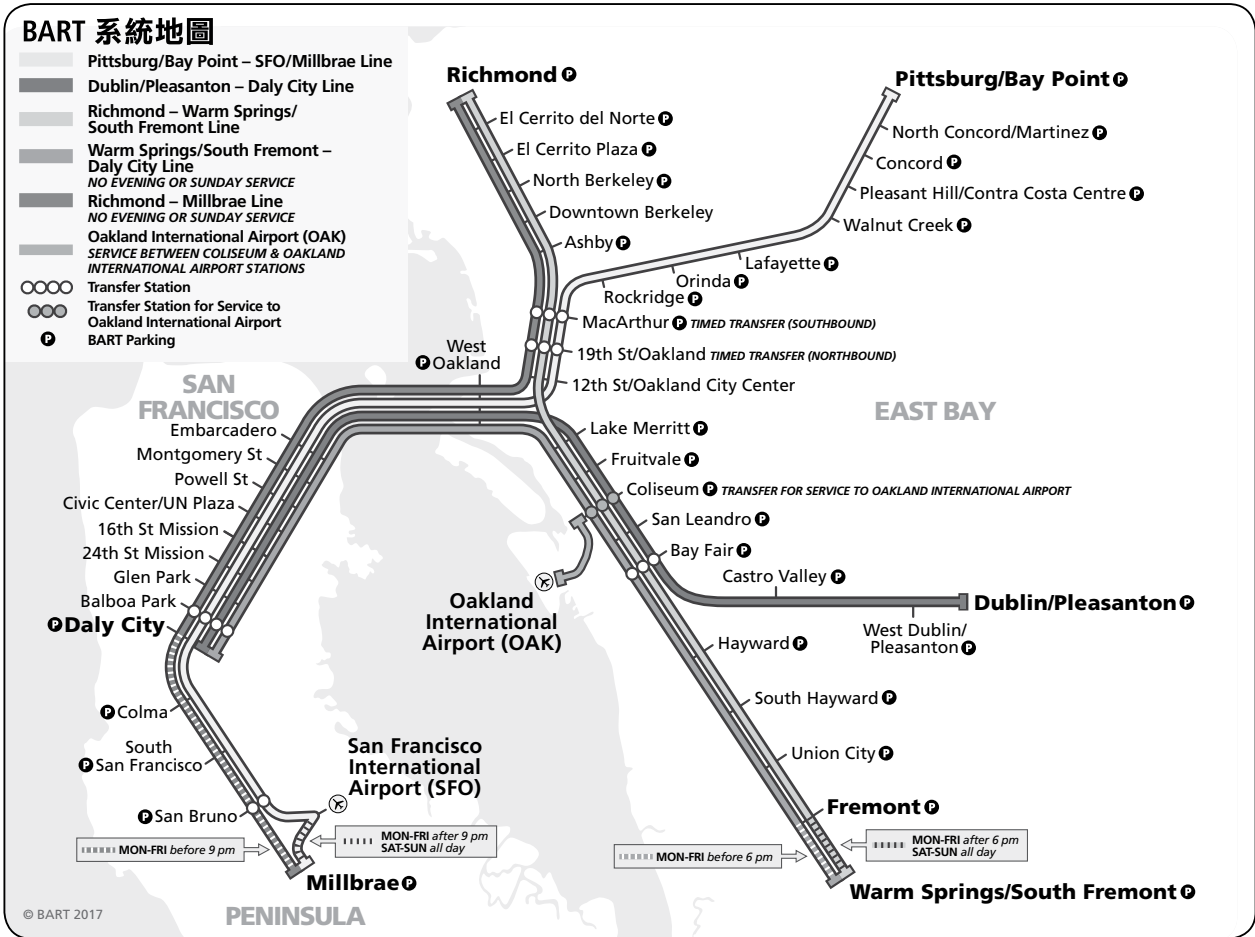 BART 系統地圖
Pittsburg/Bay Point – SFO/Millbrae Line
Dublin/Pleasanton – Daly City Line
Richmond – Warm Springs/
South Fremont Line
Warm Springs/South Fremont –
Daly City Line
NO EVENING OR SUNDAY SERVICE
Richmond – Millbrae Line
NO EVENING OR SUNDAY SERVICE
Oakland International Airport (OAK)
SERVICE BETWEEN COLISEUM & OAKLAND
INTERNATIONAL AIRPORT STATIONS
Transfer Station
Transfer Station for Service to
Oakland International Airport
P BART Parking
Richmond P
El Cerrito del Norte P
El Cerrito Plaza P
North Berkeley P
Downtown Berkeley
Ashby P
Pittsburg/Bay Point P
North Concord/Martinez P
Concord P
Pleasant Hill/Contra Costa Centre P
Walnut Creek P
Lafayette P
Orinda P
Rockridge P
MacArthur P TIMED TRANSFER (SOUTHBOUND)
19th St/Oakland TIMED TRANSFER (NORTHBOUND)
12th St/Oakland City Center
West
P Oakland
SAN
FRANCISCO
EAST BAY
Embarcadero
Montgomery St
Powell St
Civic Center/UN Plaza
16th St Mission
24th St Mission
Glen Park
Balboa Park
P Daly City
Lake Merritt P
Fruitvale P
Coliseum P TRANSFER FOR SERVICE TO OAKLAND INTERNATIONAL AIRPORT
San Leandro P
Bay Fair P
Castro Valley P
Dublin/Pleasanton P
West Dublin/
Pleasanton P
Oakland
International
Airport (OAK)
Hayward P
South Hayward P
Union City P
Fremont P
P Colma
South
P San Francisco
P San Bruno
San Francisco
International
Airport (SFO)
MON-FRI before 9 pm
MON-FRI after 9 pm
SAT-SUN all day
MON-FRI before 6 pm
MON-FRI after 6 pm
SAT-SUN all day
Millbrae P
Warm Springs/South Fremont P
PENINSULA
© BART 2017